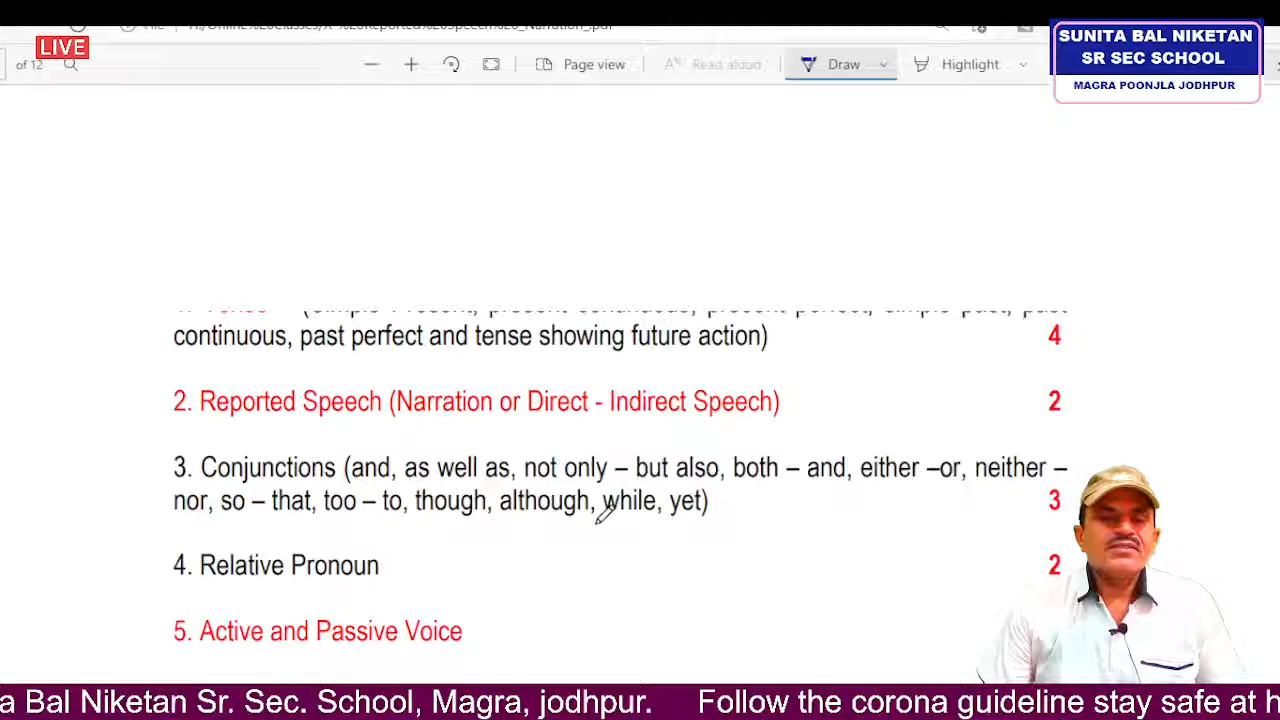 LIVE
SUNITA BAL NIKETAN
SR SEC SCHOOL
MAGRA POONJLA JODHPUR
of 12
Page view
Read aloud
Draw
Highlight
continuous, past perfect and tense showing future action) 4
2. Reported Speech (Narration or Direct - Indirect Speech) 2
3. Conjunctions (and, as well as, not only – but also, both – and, either –or, neither –
nor, so – that, too – to, though, although, while, yet) 3
4. Relative Pronoun 2
5. Active and Passive Voice
a Bal Niketan Sr. Sec. School, Magra, jodhpur. Follow the corona guideline stay safe at h